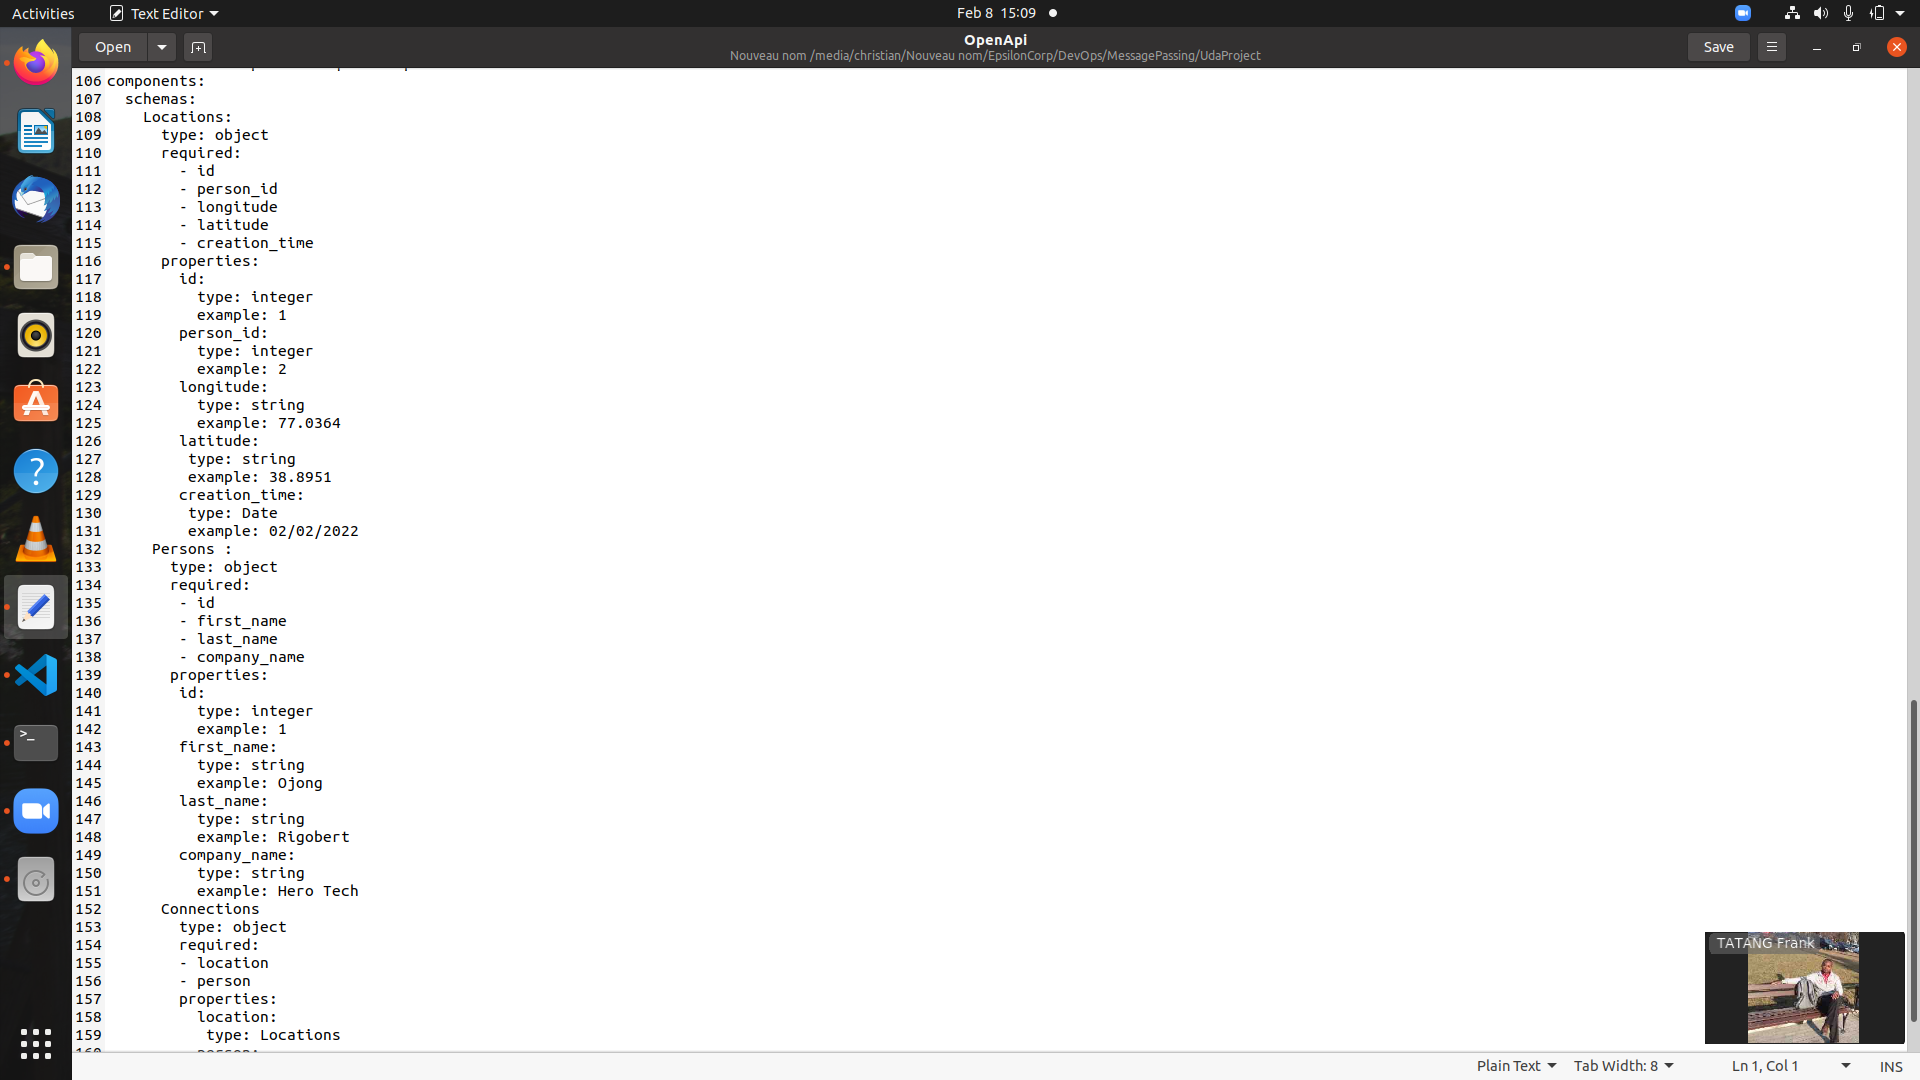 Activities
Text Editor
Feb 8 15:09
Open
OpenApi
Nouveau nom /media/christian/Nouveau nom/EpsilonCorp/DevOps/MessagePassing/UdaProject
Save
106 components:
107   schemas:
108     Locations:
109       type: object
110       required:
111         - id
112         - person_id
113         - longitude
114         - latitude
115         - creation_time
116       properties:
117         id:
118           type: integer
119           example: 1
120         person_id:
121           type: integer
122           example: 2
123         longitude:
124           type: string
125           example: 77.0364
126         latitude:
127          type: string
128          example: 38.8951
129         creation_time:
130          type: Date
131          example: 02/02/2022
132      Persons :
133        type: object
134        required:
135         - id
136         - first_name
137         - last_name
138         - company_name
139        properties:
140         id:
141           type: integer
142           example: 1
143         first_name:
144           type: string
145           example: Ojong
146         last_name:
147           type: string
148           example: Rigobert
149         company_name:
150           type: string
151           example: Hero Tech
152       Connections
153         type: object
154         required:
155         - location
156         - person
157         properties:
158           location:
159            type: Locations
TATANG Frank
Plain Text
Tab Width: 8
Ln 1, Col 1
INS